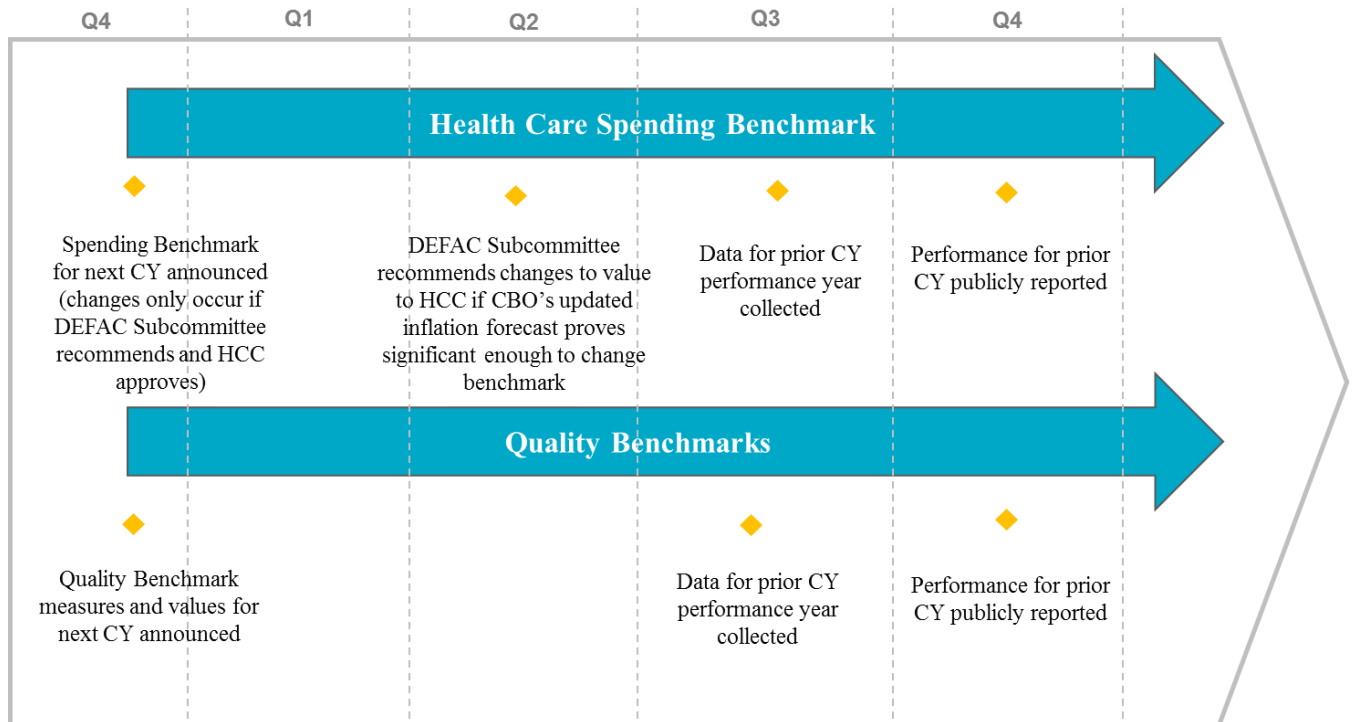 Q4
Q1
Q2
Q3
Q4
Health Care Spending Benchmark
Spending Benchmark
for next CY announced
(changes only occur if
DEFAC Subcommittee
recommends and HCC
approves)
DEFAC Subcommittee
recommends changes to value
to HCC if CBO’s updated
inflation forecast proves
significant enough to change
benchmark
Data for prior CY
performance year
collected
Performance for prior
CY publicly reported
Quality Benchmarks
Quality Benchmark
measures and values for
next CY announced
Data for prior CY
performance year
collected
Performance for prior
CY publicly reported